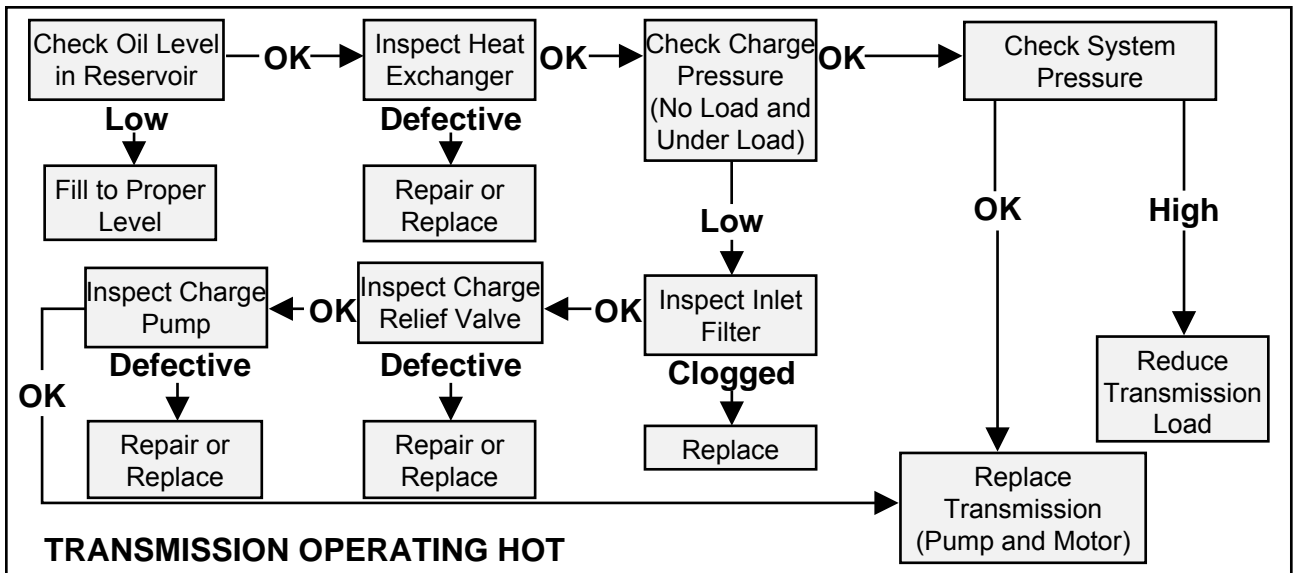 Check Oil Level
in Reservoir
OK
Inspect Heat
Exchanger
OK
Check Charge
Pressure
(No Load and
Under Load)
OK
Check System
Pressure
Low
Defective
Fill to Proper
Level
Repair or
Replace
Low
OK
High
Inspect Charge
Pump
OK
Inspect Charge
Relief Valve
OK
Inspect Inlet
Filter
OK
Defective
Defective
Clogged
Reduce
Transmission
Load
Repair or
Replace
Repair or
Replace
Replace
Replace
Transmission
(Pump and Motor)
TRANSMISSION OPERATING HOT